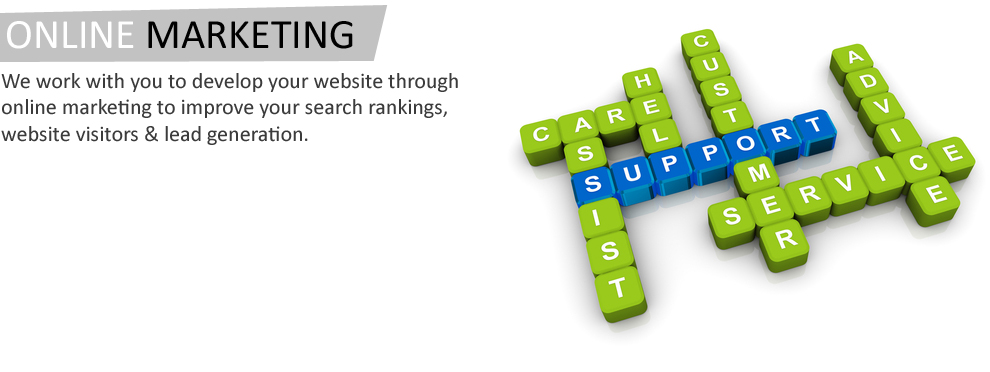 ONLINE MARKETING
We work with you to develop your website through
online marketing to improve your search rankings,
website visitors & lead generation.
CARE
HELP
CUSTOMER
ADVICE
ASSIST
SUPPORT
SERVICE